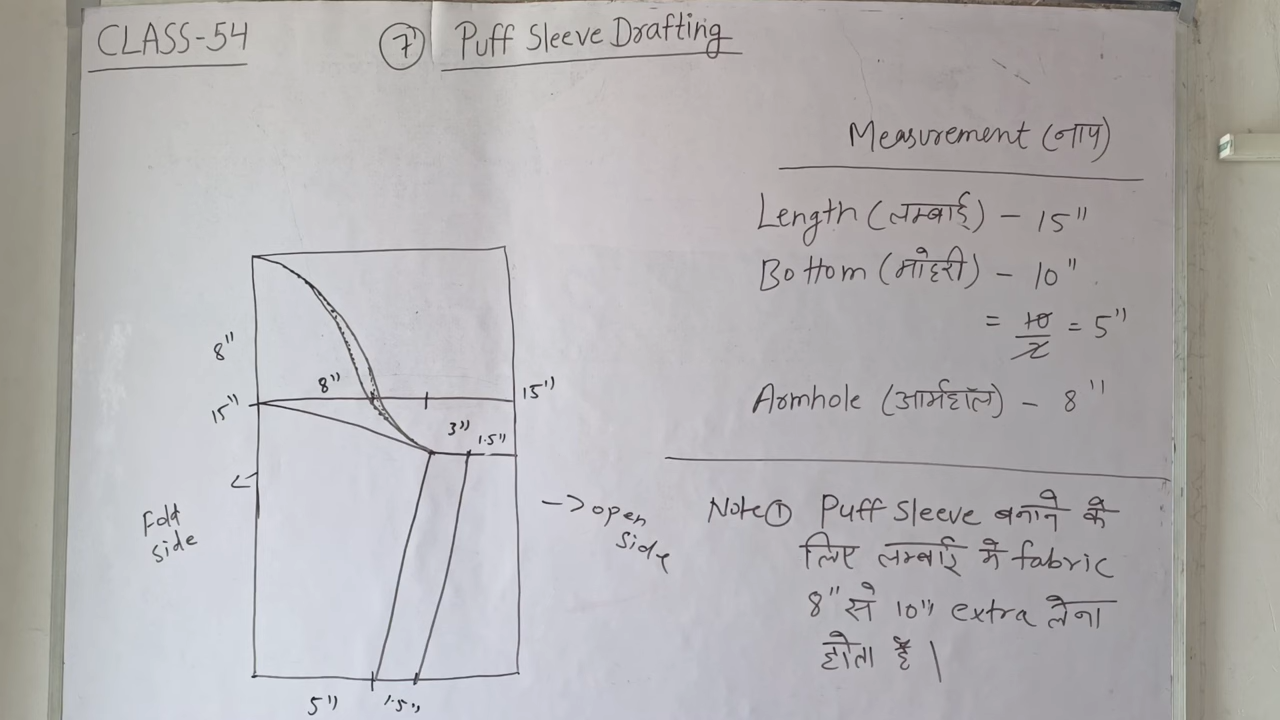 CLASS-54
⑦ Puff Sleeve Drafting
Measurement (नाप)
Length (लम्बाई) - 15"
Bottom (मोहरी) - 10"
= 10/2 = 5"
Armhole (आर्महॉल) - 8"
Note ① Puff Sleeve बनाने के
लिए लम्बाई में fabric
8" से 10" extra लेना
होता है।
8"
8"
15"
15"
3"
1.5"
Fold
side
-> open
side
5"
1.5"